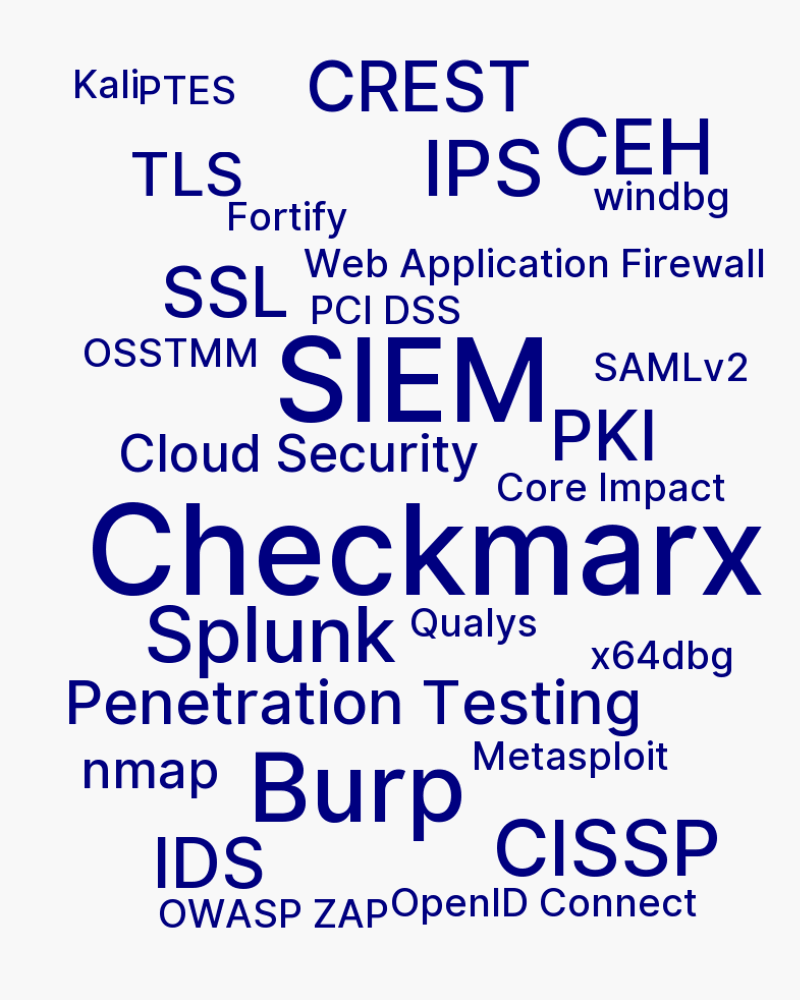 Kali
PTES
CREST
CEH
IPS
TLS
windbg
Fortify
Web Application Firewall
SSL
PCI DSS
OSSTMM
SIEM
SAMLv2
PKI
Cloud Security
Core Impact
Checkmarx
Splunk
Qualys
x64dbg
Penetration Testing
nmap
Burp
Metasploit
CISSP
IDS
OWASP ZAP
OpenID Connect